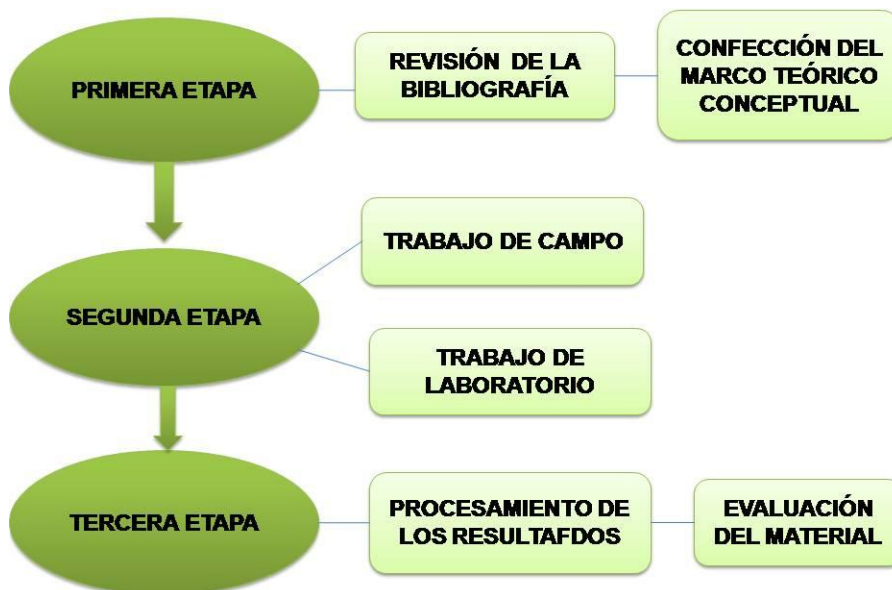 PRIMERA ETAPA
REVISIÓN DE LA
BIBLIOGRAFÍA
CONFECCIÓN DEL
MARCO TEÓRICO
CONCEPTUAL
SEGUNDA ETAPA
TRABAJO DE CAMPO
TRABAJO DE
LABORATORIO
TERCERA ETAPA
PROCESAMIENTO DE
LOS RESULTAFDOS
EVALUACIÓN
DEL MATERIAL